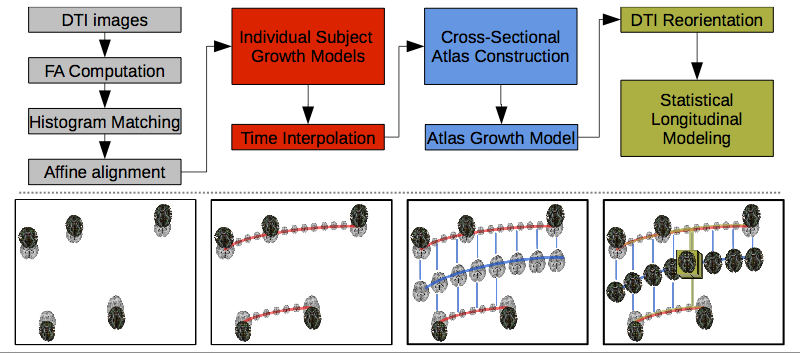 DTI images
FA Computation
Histogram Matching
Affine alignment
Individual Subject
Growth Models
Time Interpolation
Cross-Sectional
Atlas Construction
Atlas Growth Model
DTI Reorientation
Statistical
Longitudinal
Modeling